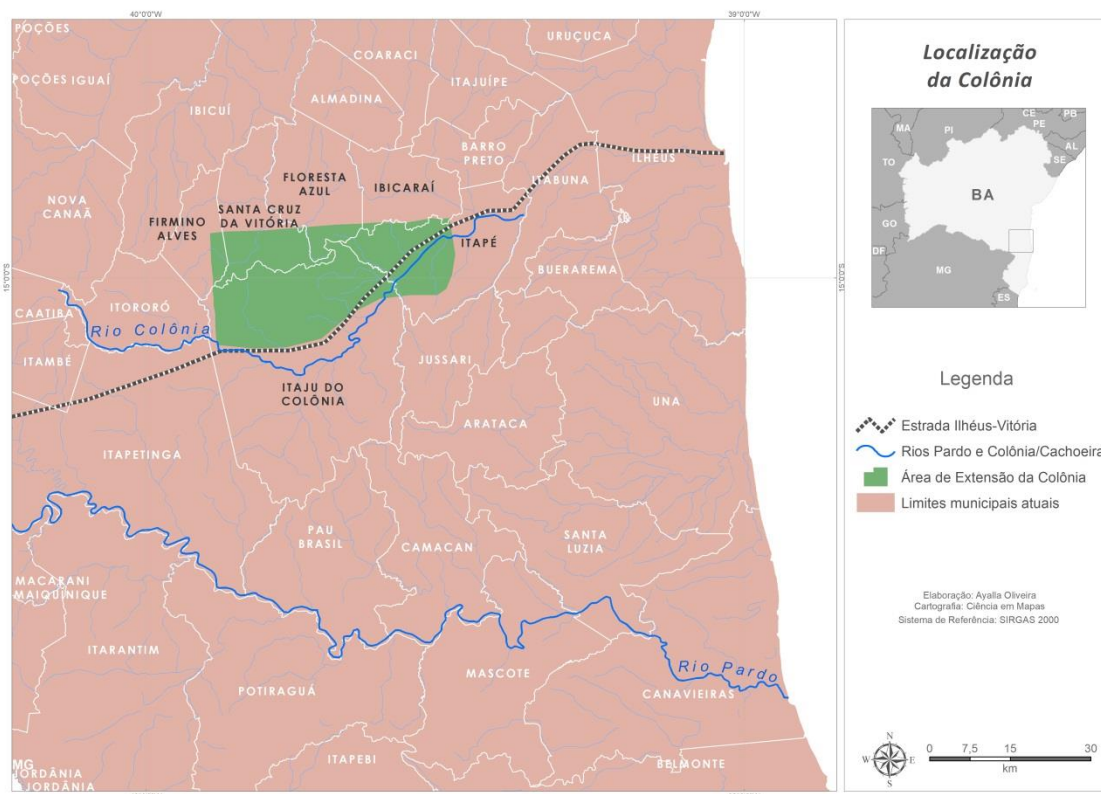 40°0'0"W
39°0'0"W
POÇÕES
URUÇUCA
COARACI
POÇÕES
IGUAÍ
ITAJUÍPE
IBICUÍ
ALMADINA
BARRO
PRETO
ILHÉUS
FLORESTA
AZUL
IBICARAÍ
ITABUNA
NOVA
CANAÃ
SANTA CRUZ
DA VITÓRIA
FIRMINO
ALVES
ITAPÉ
BUERAREMA
15°0'0"S
15°0'0"S
ITORORÓ
CAATIBA
Rio Colônia
ITAMBÉ
JUSSARI
ITAJU DO
COLÔNIA
UNA
ARATACA
ITAPETINGA
PAU
BRASIL
CAMACAN
SANTA
LUZIA
MACARANI
MAIQUINIQUE
ITARANTIM
MASCOTE
Rio Pardo
POTIRAGUÁ
CANAVIEIRAS
ITAPEBI
BELMONTE
MG
JORDÂNIA
JORDÂNIA
Localização
da Colônia
CE
PB
MA
PI
PE
AL
TO
SE
BA
GO
DF
MG
ES
Legenda
Estrada Ilhéus-Vitória
Rios Pardo e Colônia/Cachoeira
Área de Extensão da Colônia
Limites municipais atuais
Elaboração: Ayalla Oliveira
Cartografia: Ciência em Mapas
Sistema de Referência: SIRGAS 2000
N
W
E
S
0 7,5 15 30
km